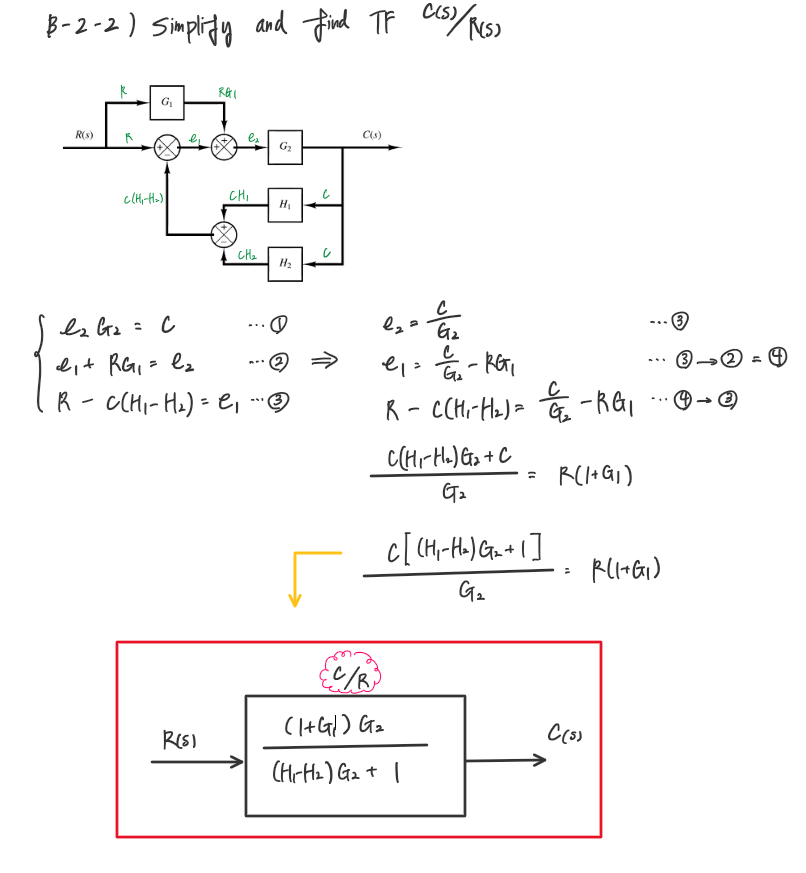 B-2-2) Simplify and find TF C(s)/R(s)
R G₁ RG₁
R(s) R + − e₁ + + e₂ G₂ C(s)
C(H₁-H₂) CH₁ H₁ C
+ −
CH₂ H₂ C
e₂ G₂ = C ... ①
e₁ + RG₁ = e₂ ... ②
R - C(H₁-H₂) = e₁ ... ③
⇒
e₂ = C/G₂ ... ③
e₁ = C/G₂ - RG₁ ... ③ → ② = ④
R - C(H₁-H₂) = C/G₂ - RG₁ ... ④ → ③
C(H₁-H₂)G₂ + C / G₂ = R(1+G₁)
C[(H₁-H₂)G₂+1] / G₂ = R(1+G₁)
C/R
R(s) (1+G₁)G₂ / (H₁-H₂)G₂ + 1 C(s)